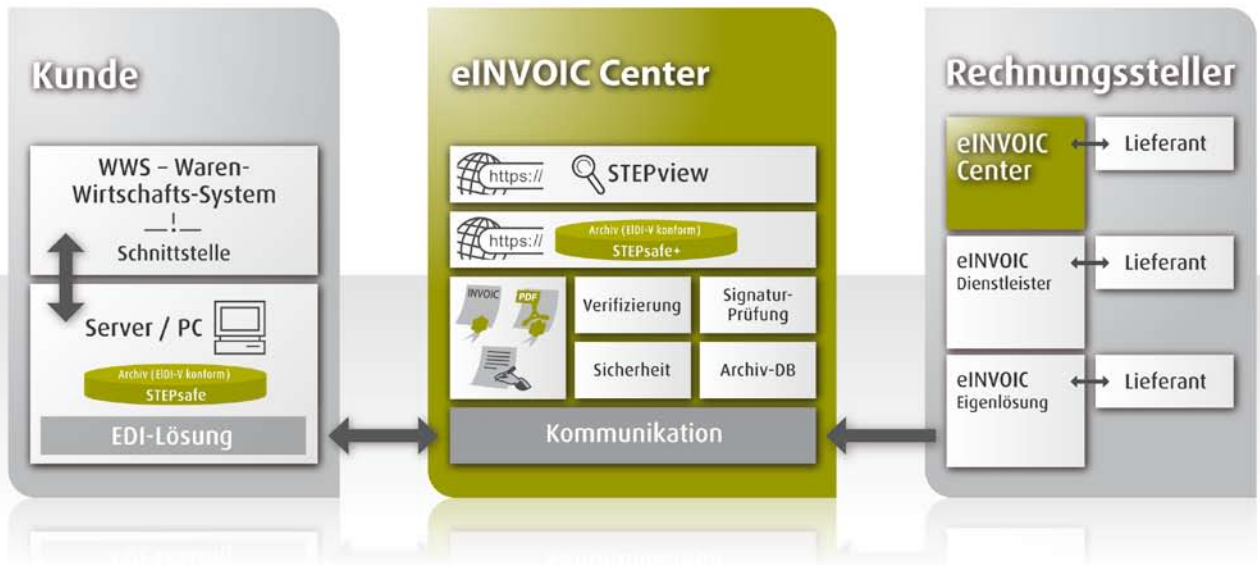 Kunde
WWS – Waren-
Wirtschafts-System
Schnittstelle
Server / PC
Archiv (ElDI-V konform)
STEPsafe
EDI-Lösung
eINVOIC Center
https://
STEPview
https://
Archiv (ElDI-V konform)
STEPsafe+
INVOIC
PDF
Verifizierung
Signatur-
Prüfung
Sicherheit
Archiv-DB
Kommunikation
Rechnungssteller
eINVOIC
Center
Lieferant
eINVOIC
Dienstleister
Lieferant
eINVOIC
Eigenlösung
Lieferant